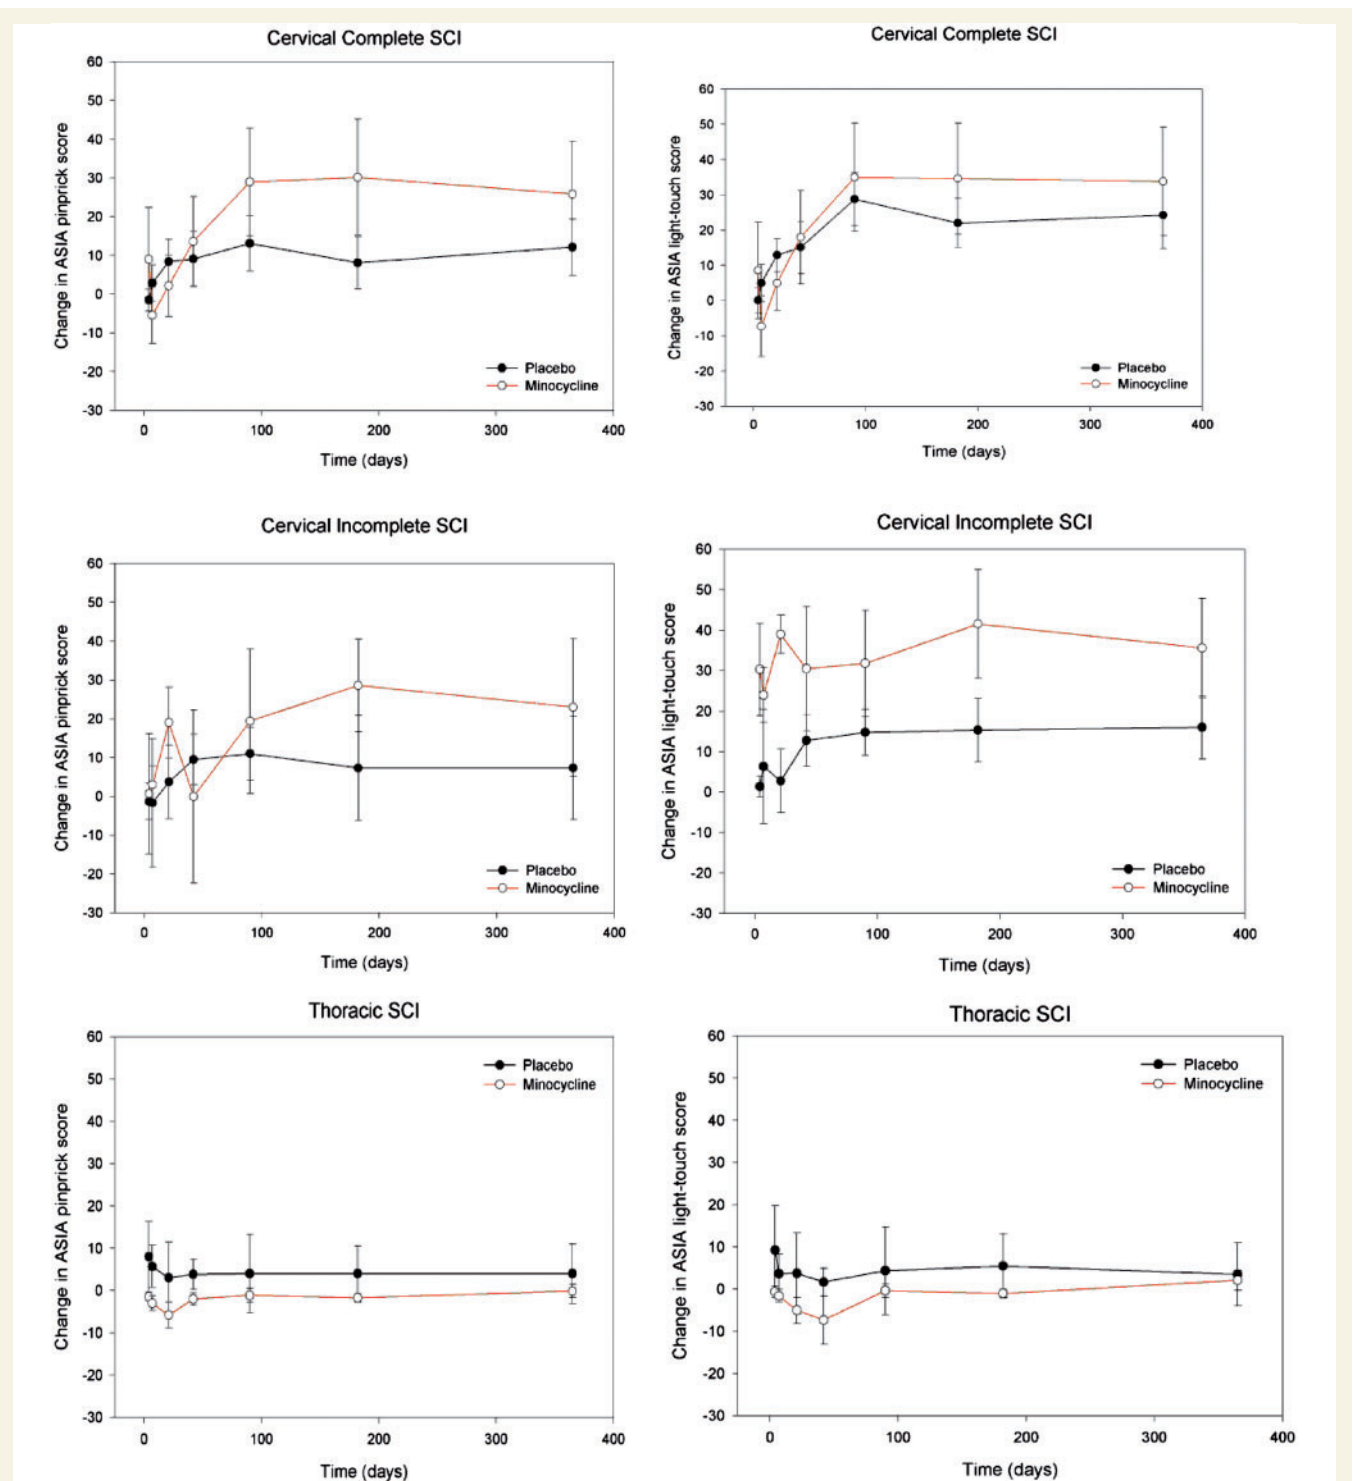 Cervical Complete SCI
Change in ASIA pinprick score
60
50
40
30
20
10
0
-10
-20
-30
Placebo
Minocycline
0 100 200 300 400
Time (days)
Cervical Complete SCI
Change in ASIA light-touch score
60
50
40
30
20
10
0
-10
-20
-30
Placebo
Minocycline
0 100 200 300 400
Time (days)
Cervical Incomplete SCI
Change in ASIA pinprick score
60
50
40
30
20
10
0
-10
-20
-30
Placebo
Minocycline
0 100 200 300 400
Time (days)
Cervical Incomplete SCI
Change in ASIA light-touch score
60
50
40
30
20
10
0
-10
-20
-30
Placebo
Minocycline
0 100 200 300 400
Time (days)
Thoracic SCI
Change in ASIA pinprick score
60
50
40
30
20
10
0
-10
-20
-30
Placebo
Minocycline
0 100 200 300 400
Time (days)
Thoracic SCI
Change in ASIA light-touch score
60
50
40
30
20
10
0
-10
-20
-30
Placebo
Minocycline
0 100 200 300 400
Time (days)